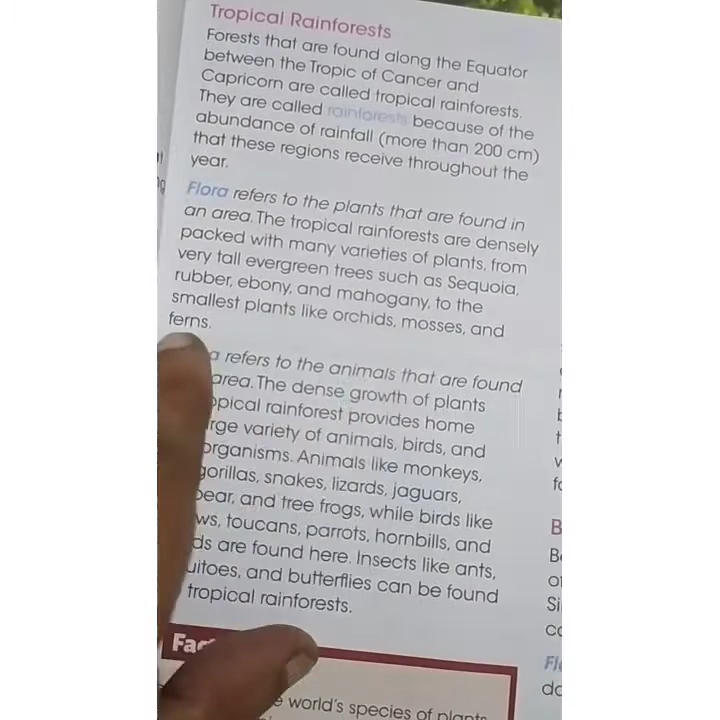 Tropical Rainforests
Forests that are found along the Equator
between the Tropic of Cancer and
Capricorn are called tropical rainforests.
They are called rainforests because of the
abundance of rainfall (more than 200 cm)
that these regions receive throughout the
year.
Flora refers to the plants that are found in
an area. The tropical rainforests are densely
packed with many varieties of plants, from
very tall evergreen trees such as Sequoia,
rubber, ebony, and mahogany, to the
smallest plants like orchids, mosses, and
ferns.
refers to the animals that are found
area. The dense growth of plants
rainforest provides home
variety of animals, birds, and
organisms. Animals like monkeys,
gorillas, snakes, lizards, jaguars,
and tree frogs, while birds like
toucans, parrots, hornbills, and
are found here. Insects like ants,
and butterflies can be found
tropical rainforests.
world's species of plants